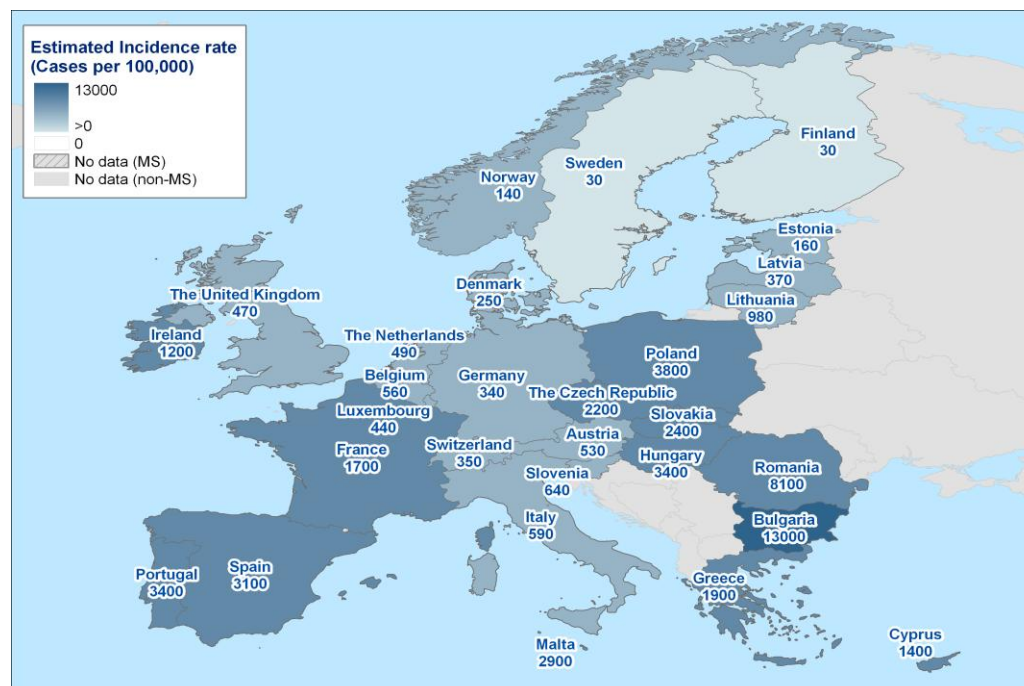 Estimated Incidence rate
(Cases per 100,000)
13000
>0
0
No data (MS)
No data (non-MS)
Finland
30
Sweden
30
Norway
140
Estonia
160
Latvia
370
Denmark
250
Lithuania
980
The United Kingdom
470
Ireland
1200
The Netherlands
490
Poland
3800
Belgium
560
Germany
340
The Czech Republic
2200
Luxembourg
440
Slovakia
2400
France
1700
Switzerland
350
Austria
530
Hungary
3400
Slovenia
640
Romania
8100
Italy
590
Bulgaria
13000
Portugal
3400
Spain
3100
Greece
1900
Malta
2900
Cyprus
1400